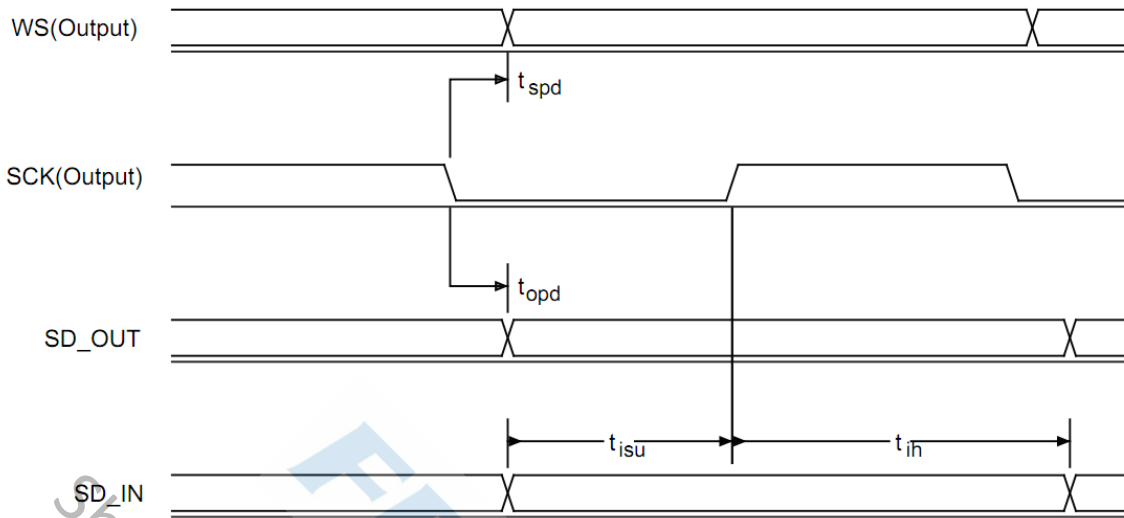 WS(Output)
tspd
SCK(Output)
topd
SD_OUT
tisu
tih
SD_IN